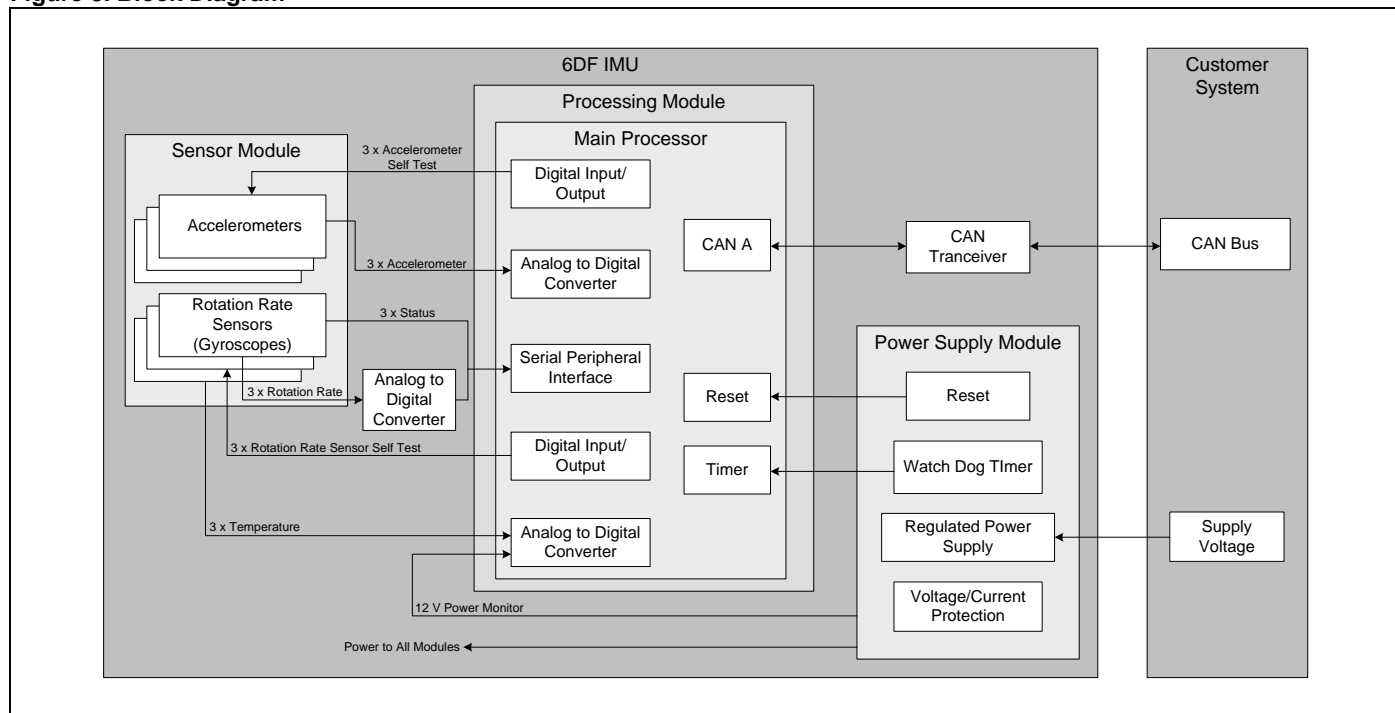 Figure Block Diagram
6DF IMU
Customer
System
Processing Module
Main Processor
Sensor Module
3 x Accelerometer
Self Test
Digital Input/
Output
Accelerometers
CAN A
CAN
Tranceiver
CAN Bus
3 x Accelerometer
Analog to Digital
Converter
Rotation Rate
Sensors
(Gyroscopes)
3 x Status
Serial Peripheral
Interface
Power Supply Module
3 x Rotation Rate
Analog to
Digital
Converter
Reset
Reset
3 x Rotation Rate Sensor Self Test
Digital Input/
Output
Timer
Watch Dog TImer
3 x Temperature
Analog to Digital
Converter
Regulated Power
Supply
Supply
Voltage
12 V Power Monitor
Voltage/Current
Protection
Power to All Modules